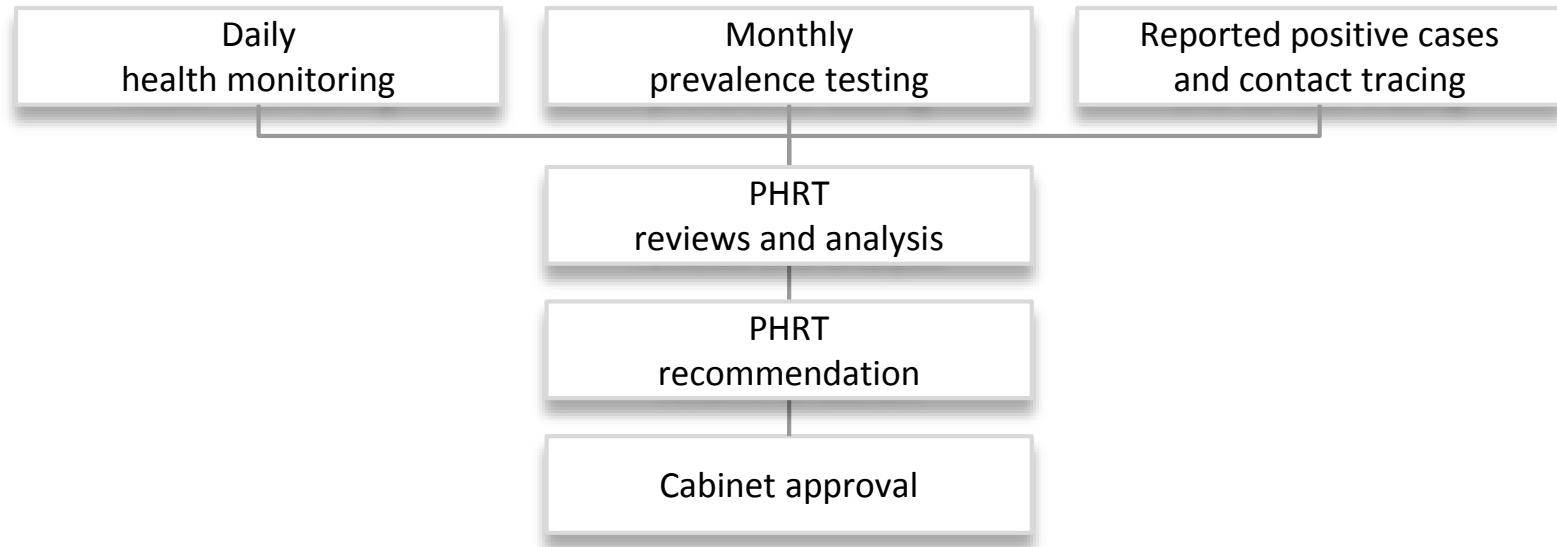 Daily
health monitoring
Monthly
prevalence testing
Reported positive cases
and contact tracing
PHRT
reviews and analysis
PHRT
recommendation
Cabinet approval